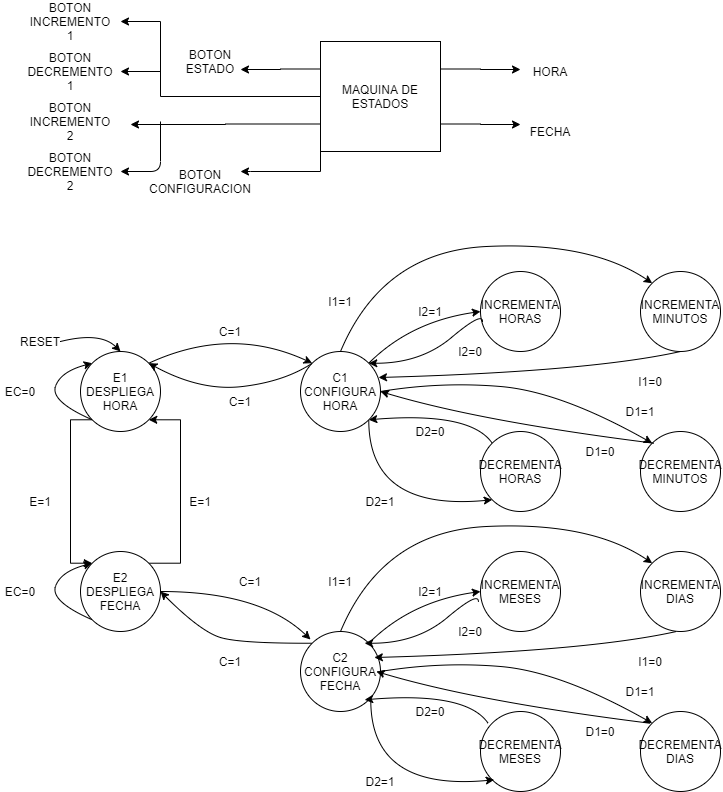 BOTON
INCREMENTO
1
BOTON
DECREMENTO
1
BOTON
INCREMENTO
2
BOTON
DECREMENTO
2
BOTON
ESTADO
BOTON
CONFIGURACION
MAQUINA DE
ESTADOS
HORA
FECHA
RESET
EC=0
E1
DESPLIEGA
HORA
C=1
C=1
E=1
E=1
C1
CONFIGURA
HORA
I1=1
I2=1
I2=0
INCREMENTA
HORAS
INCREMENTA
MINUTOS
I1=0
D1=1
D1=0
D2=0
D2=1
DECREMENTA
HORAS
DECREMENTA
MINUTOS
EC=0
E2
DESPLIEGA
FECHA
C=1
C=1
C2
CONFIGURA
FECHA
I1=1
I2=1
I2=0
INCREMENTA
MESES
INCREMENTA
DIAS
I1=0
D1=1
D1=0
D2=0
D2=1
DECREMENTA
MESES
DECREMENTA
DIAS